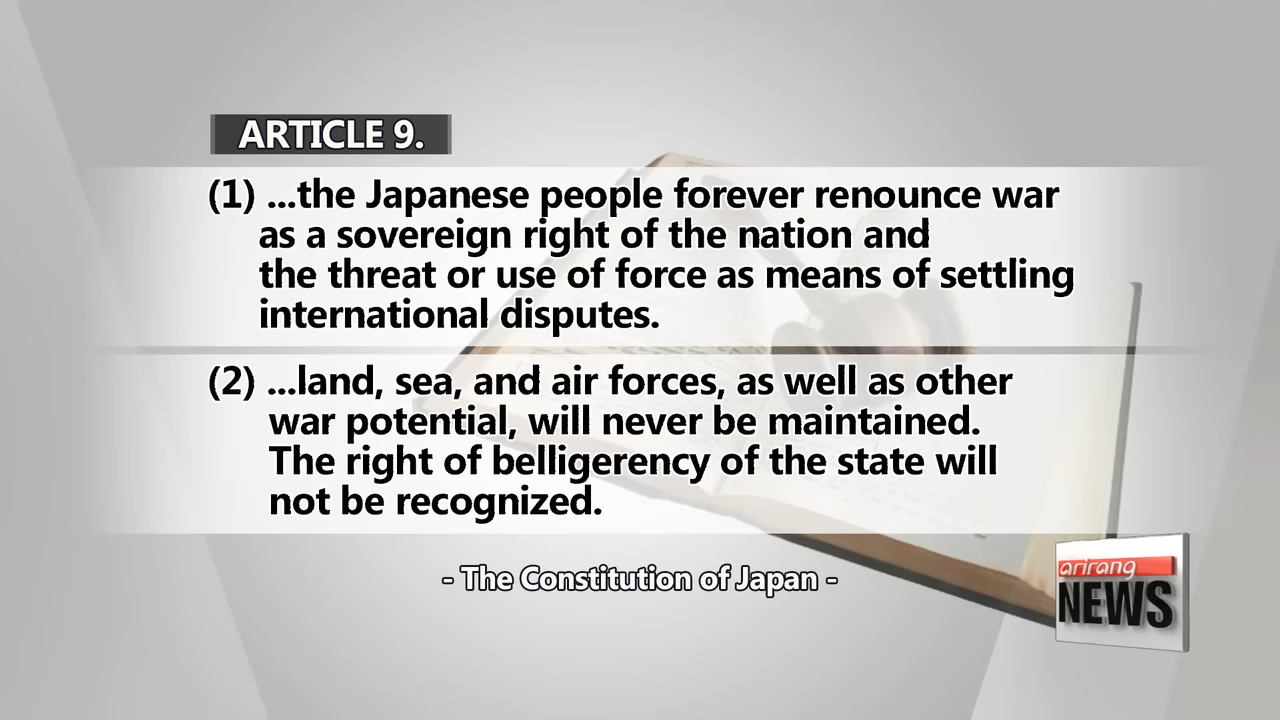 ARTICLE 9.
(1) ...the Japanese people forever renounce war
as a sovereign right of the nation and
the threat or use of force as means of settling
international disputes.
(2) ...land, sea, and air forces, as well as other
war potential, will never be maintained.
The right of belligerency of the state will
not be recognized.
- The Constitution of Japan -
arirang
NEWS